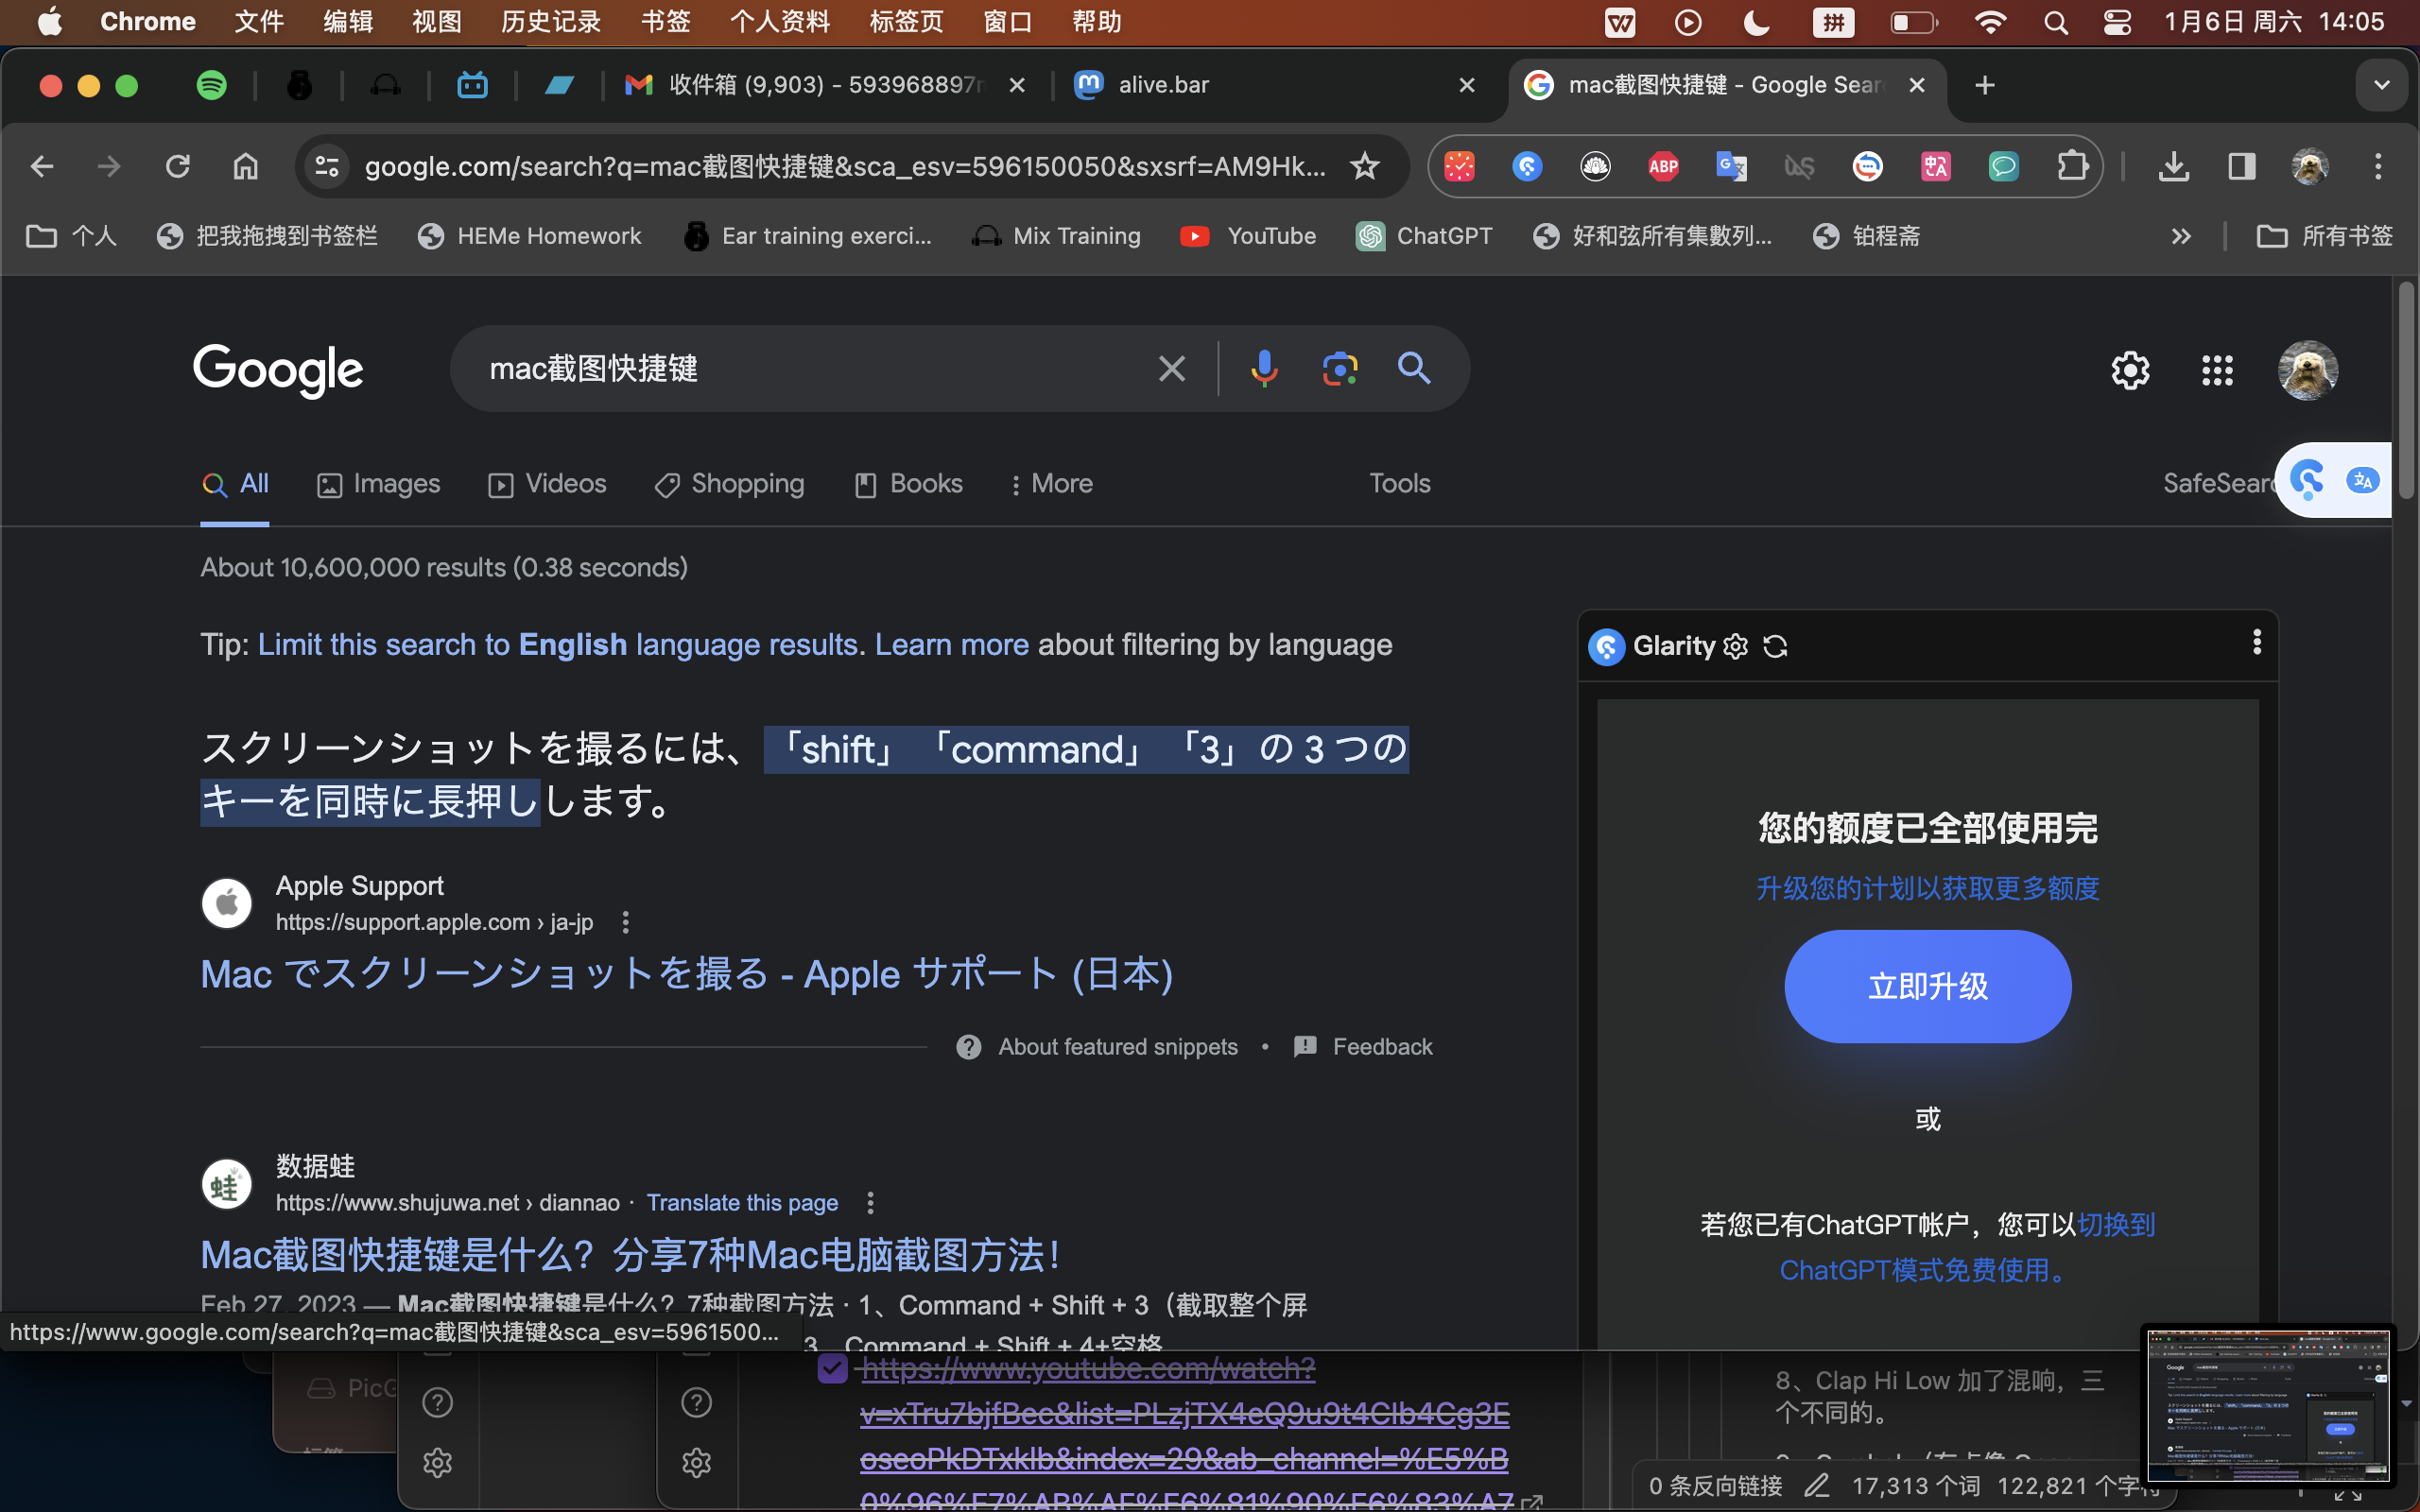 Chrome 文件 编辑 视图 历史记录 书签 个人资料 标签页 窗口 帮助 拼 1月6日 周六 14:05
收件箱 (9,903) - 593968897 alive.bar mac截图快捷键 - Google Sear
google.com/search?q=mac截图快捷键&sca_esv=596150050&sxsrf=AM9Hk... ABP
个人 把我拖拽到书签栏 HEMe Homework Ear training exerci... Mix Training YouTube ChatGPT 好和弦所有集數列... 铂程斋 所有书签
Google mac截图快捷键
All Images Videos Shopping Books More Tools SafeSearc
About 10,600,000 results (0.38 seconds)
Tip: Limit this search to English language results. Learn more about filtering by language
スクリーンショットを撮るには、「shift」「command」「3」の 3 つの
キーを同時に長押しします。
Apple Support
https://support.apple.com › ja-jp
Mac でスクリーンショットを撮る - Apple サポート (日本)
About featured snippets • Feedback
数据蛙
https://www.shujuwa.net › diannao · Translate this page
Mac截图快捷键是什么？分享7种Mac电脑截图方法！
Feb 27, 2023 — Mac截图快捷键是什么？7种截图方法 · 1、Command + Shift + 3（截取整个屏
3、Command + Shift + 4+空格
https://www.google.com/search?q=mac截图快捷键&sca_esv=5961500...
Glarity
您的额度已全部使用完
升级您的计划以获取更多额度
立即升级
或
若您已有ChatGPT帐户，您可以切换到
ChatGPT模式免费使用。
PicG
https://www.youtube.com/watch?
v=xTru7bjfBec&list=PLzjTX4eQ9u9t4Clb4Cg3E
oseoPkDTxklb&index=29&ab_channel=%E5%B
0%96%E7%AB%AF%E6%81%90%E6%83%A7
8、Clap Hi Low 加了混响，三
个不同的。
0 条反向链接 17,313 个词 122,821 个字符